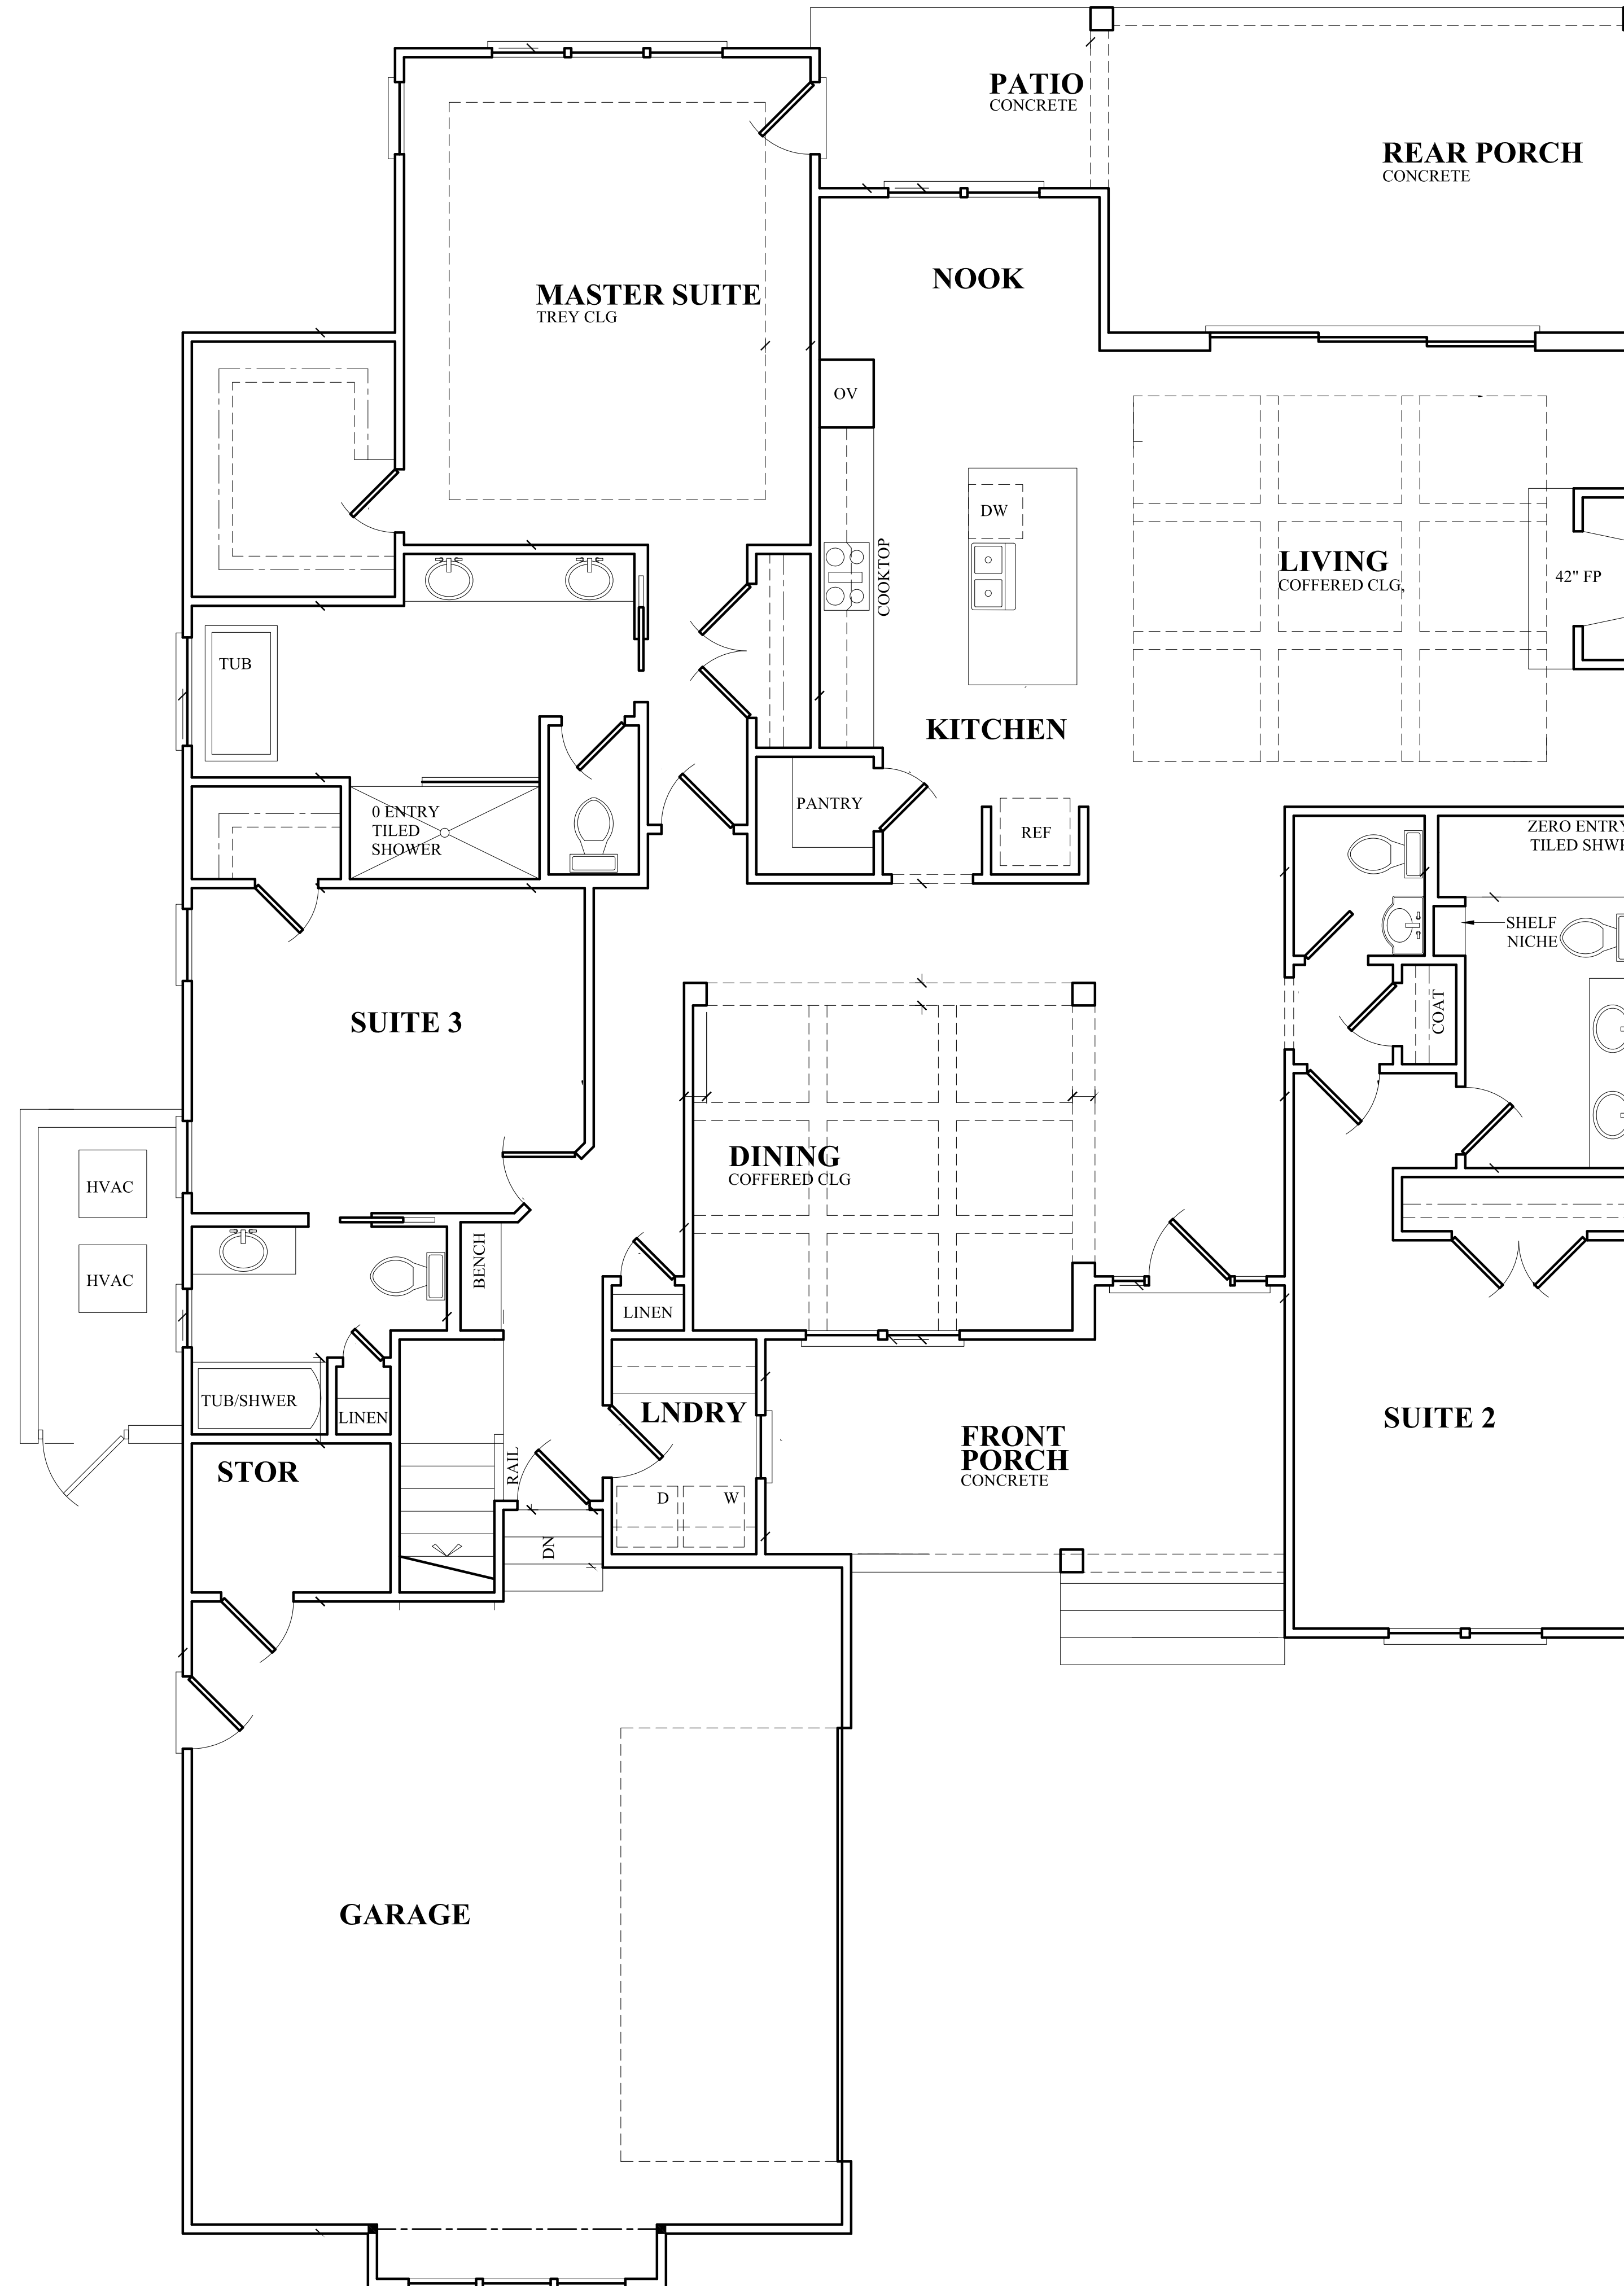 PATIO
CONCRETE
REAR PORCH
CONCRETE
NOOK
MASTER SUITE
TREY CLG
OV
DW
COOKTOP
LIVING
COFFERED CLG,
42" FP
TUB
KITCHEN
PANTRY
REF
0 ENTRY
TILED
SHOWER
ZERO ENTRY
TILED SHWR
SHELF
NICHE
COAT
SUITE 3
DINING
COFFERED CLG
HVAC
HVAC
BENCH
LINEN
TUB/SHWER
LINEN
LNDRY
SUITE 2
FRONT
PORCH
CONCRETE
STOR
RAIL
D
W
DN
GARAGE